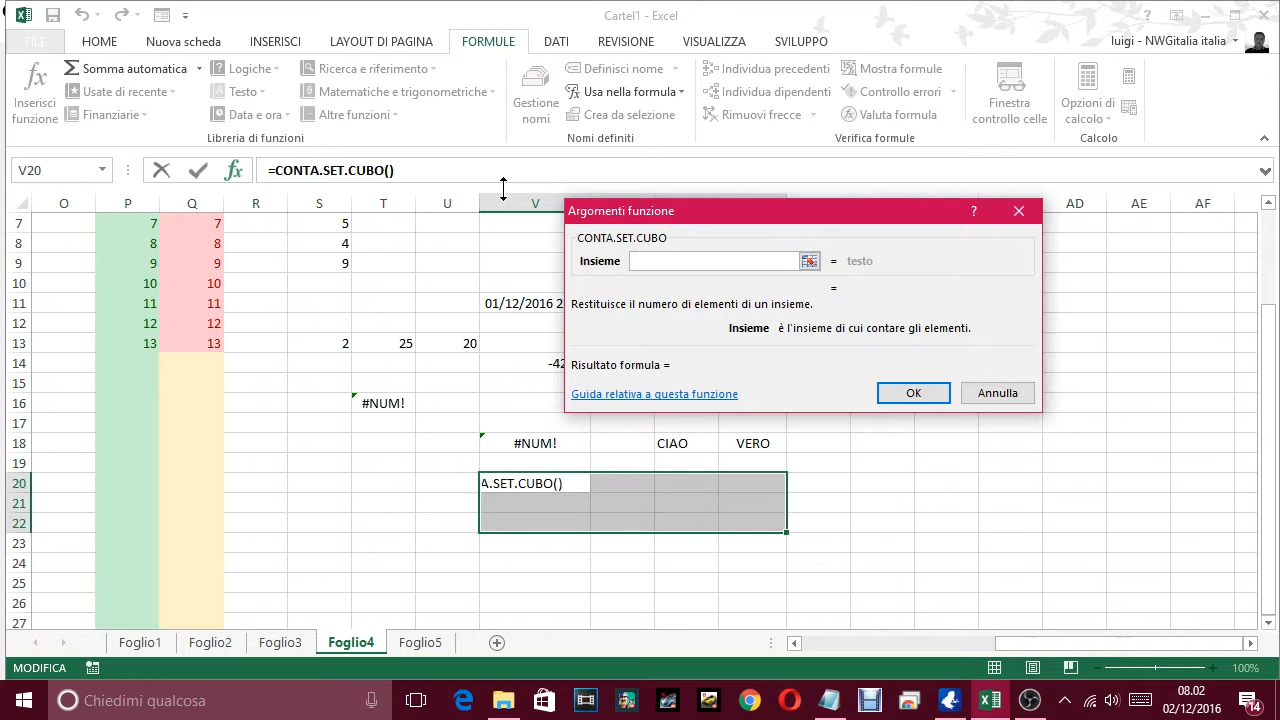 Cartel1 - Excel
FILE HOME Nuova scheda INSERISCI LAYOUT DI PAGINA FORMULE DATI REVISIONE VISUALIZZA SVILUPPO luigi - NWGitalia italia
Inserisci funzione
Somma automatica
Usate di recente
Finanziarie
Logiche
Testo
Data e ora
Ricerca e riferimento
Matematiche e trigonometriche
Altre funzioni
Libreria di funzioni
Gestione nomi
Definisci nome
Usa nella formula
Crea da selezione
Nomi definiti
Individua precedenti
Individua dipendenti
Rimuovi frecce
Mostra formule
Controllo errori
Valuta formula
Verifica formule
Finestra controllo celle
Opzioni di calcolo
Calcolo
V20 fx =CONTA.SET.CUBO()
O P Q R S T U V AD AE AF
7 7 7 5
8 8 8 4
9 9 9 9
10 10 10
11 11 11 01/12/2016 2
12 12 12
13 13 13 2 25 20
14 -42
15
16 #NUM!
17
18 #NUM! CIAO VERO
19
20 A.SET.CUBO()
21
22
23
24
25
26
27
Argomenti funzione ?
CONTA.SET.CUBO
Insieme = testo
=
Restituisce il numero di elementi di un insieme.
Insieme è l'insieme di cui contare gli elementi.
Risultato formula =
Guida relativa a questa funzione OK Annulla
Foglio1 Foglio2 Foglio3 Foglio4 Foglio5
MODIFICA 100%
Chiedimi qualcosa
08.02
02/12/2016
14